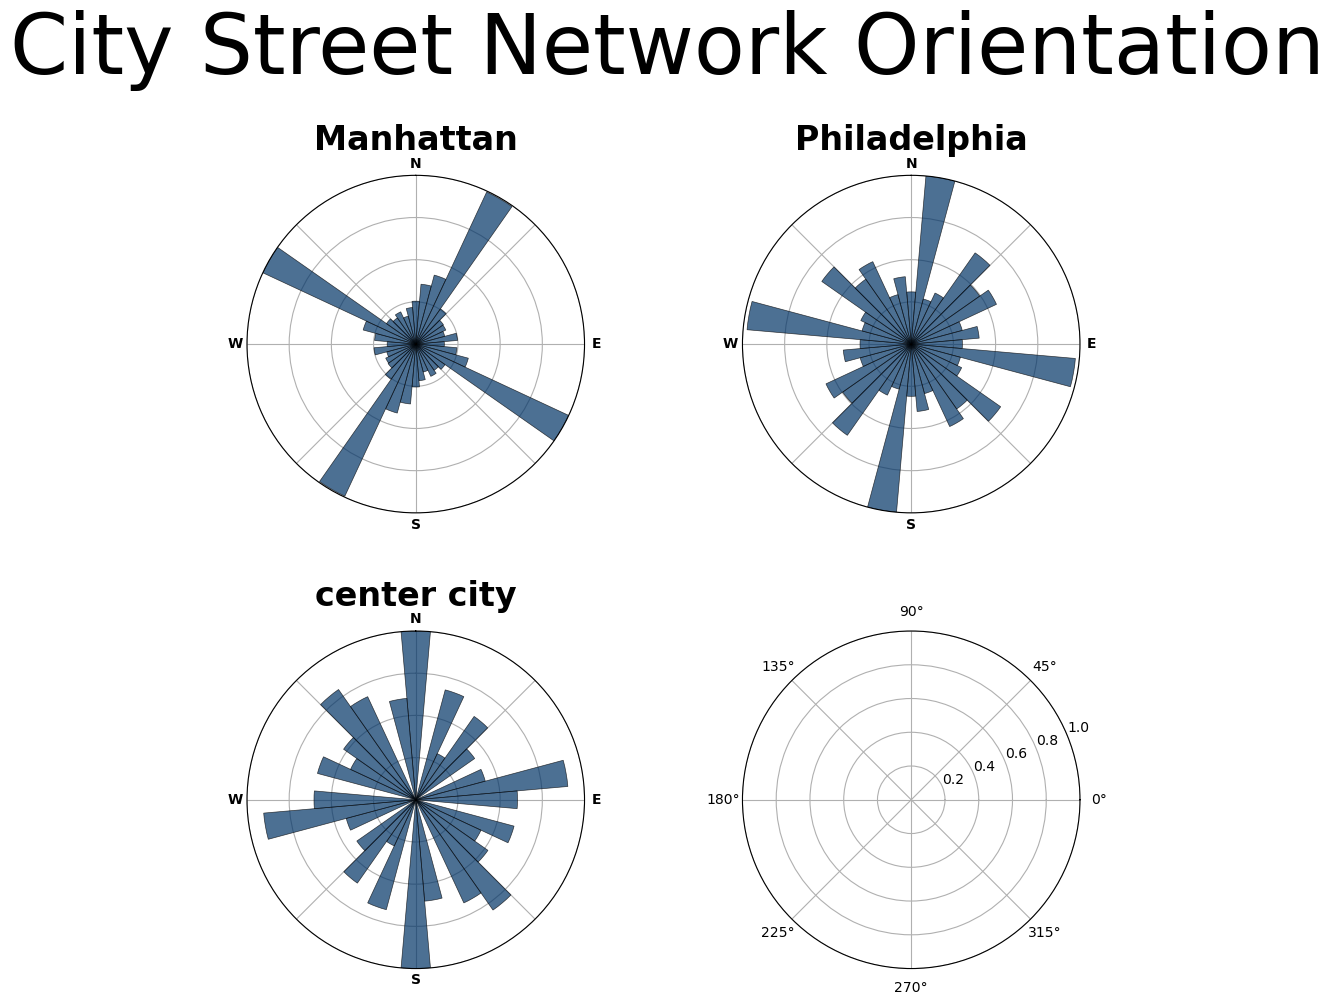 City Street Network Orientation
Manhattan
N
W
E
S
Philadelphia
N
W
E
S
center city
N
W
E
S
90°
135°
45°
1.0
0.8
0.6
0.4
0.2
180°
0°
225°
315°
270°